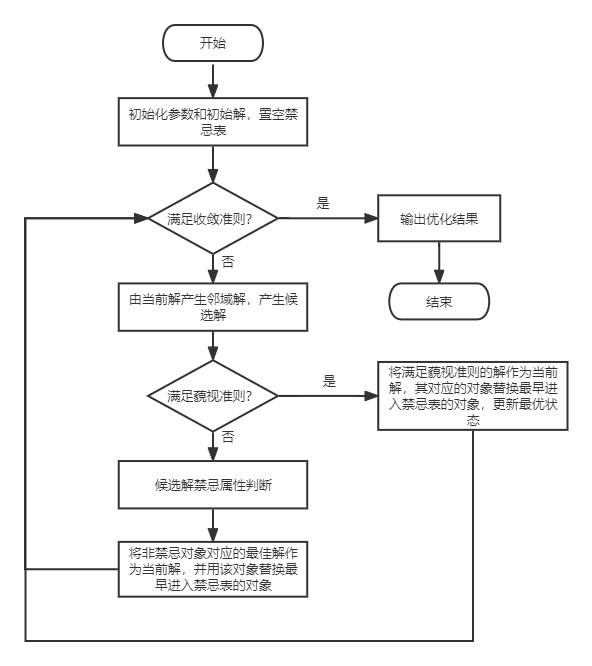 开始
初始化参数和初始解，置空禁
忌表
满足收敛准则？
是
输出优化结果
否
结束
由当前解产生邻域解，产生候
选解
满足藐视准则？
是
将满足藐视准则的解作为当前
解，其对应的对象替换最早进
入禁忌表的对象，更新最优状
态
否
候选解禁忌属性判断
将非禁忌对象对应的最佳解作
为当前解，并用该对象替换最
早进入禁忌表的对象